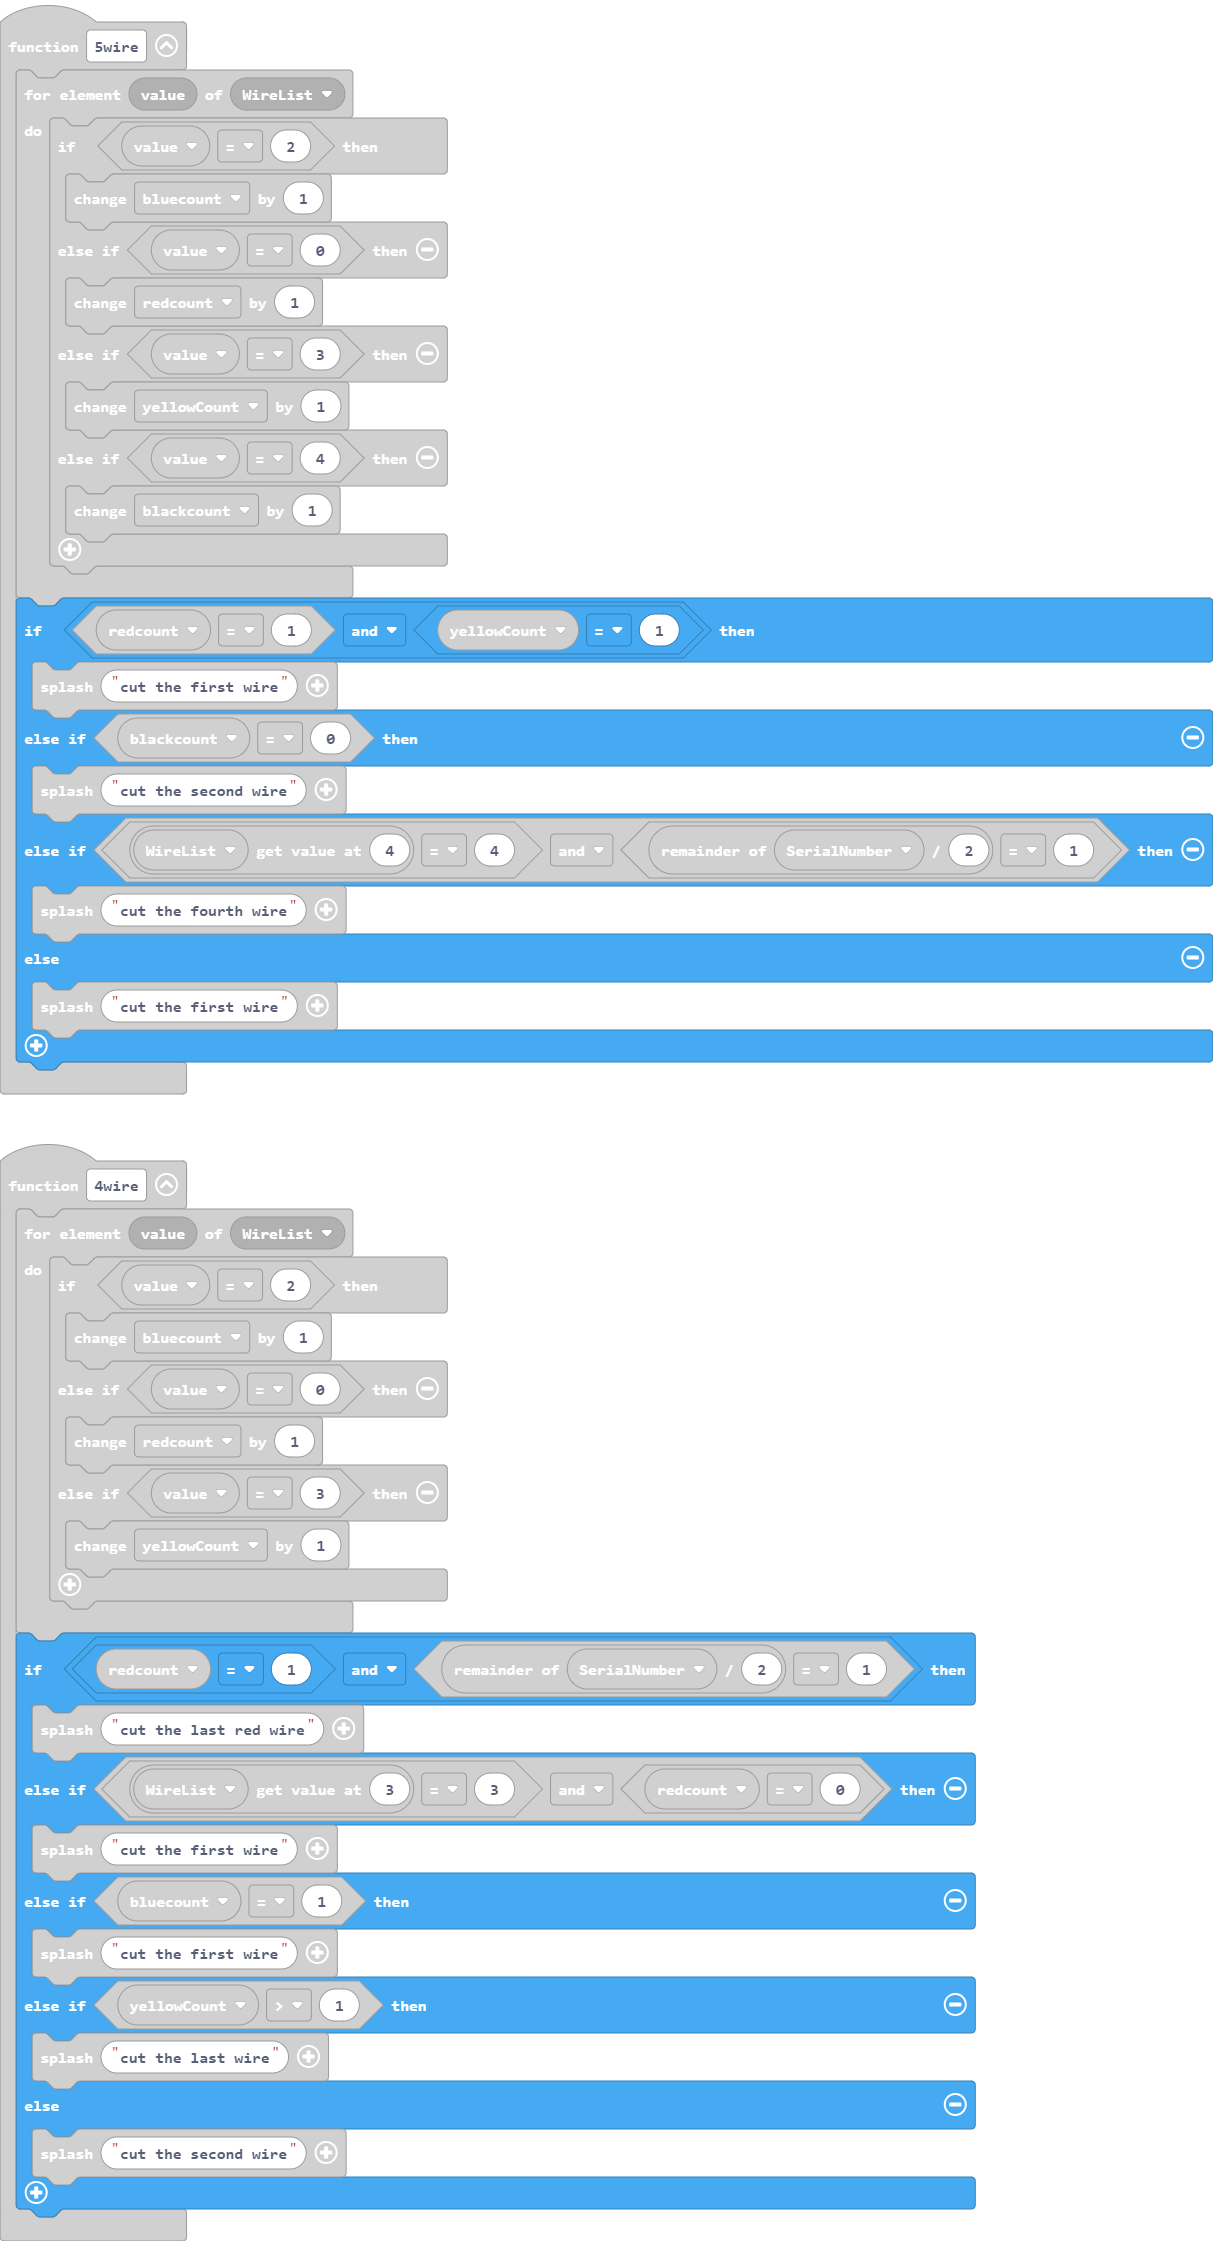 function 5wire
for element value of WireList
do
if value = 2 then
change bluecount by 1
else if value = 0 then
change redcount by 1
else if value = 3 then
change yellowCount by 1
else if value = 4 then
change blackcount by 1
if redcount = 1 and yellowCount = 1 then
splash "cut the first wire"
else if blackcount = 0 then
splash "cut the second wire"
else if WireList get value at 4 = 4 and remainder of SerialNumber / 2 = 1 then
splash "cut the fourth wire"
else
splash "cut the first wire"
function 4wire
for element value of WireList
do
if value = 2 then
change bluecount by 1
else if value = 0 then
change redcount by 1
else if value = 3 then
change yellowCount by 1
if redcount = 1 and remainder of SerialNumber / 2 = 1 then
splash "cut the last red wire"
else if WireList get value at 3 = 3 and redcount = 0 then
splash "cut the first wire"
else if bluecount = 1 then
splash "cut the first wire"
else if yellowCount > 1 then
splash "cut the last wire"
else
splash "cut the second wire"